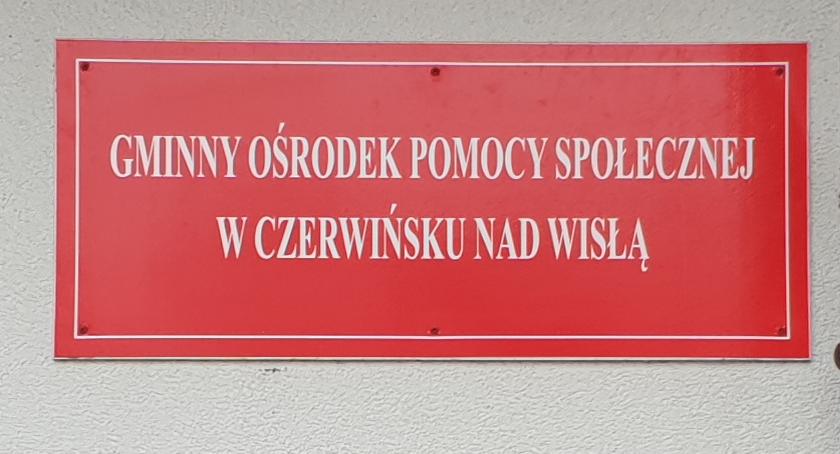 GMINNY OŚRODEK POMOCY SPOŁECZNEJ
W CZERWIŃSKU NAD WISŁĄ